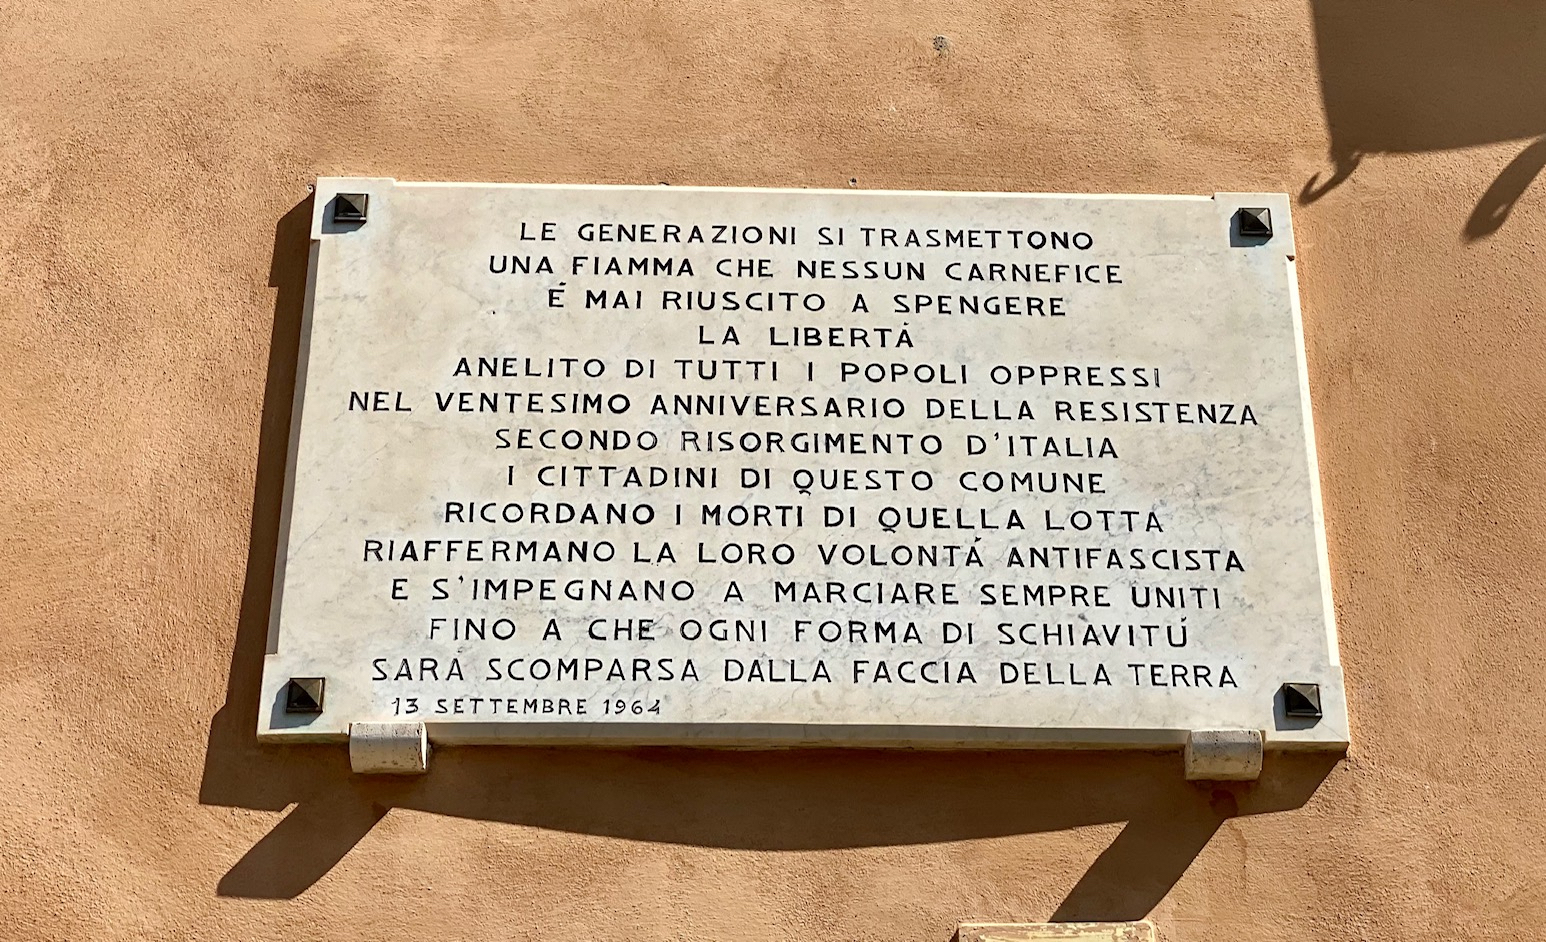 LE GENERAZIONI SI TRASMETTONO
UNA FIAMMA CHE NESSUN CARNEFICE
É MAI RIUSCITO A SPENGERE
LA LIBERTÁ
ANELITO DI TUTTI I POPOLI OPPRESSI
NEL VENTESIMO ANNIVERSARIO DELLA RESISTENZA
SECONDO RISORGIMENTO D'ITALIA
I CITTADINI DI QUESTO COMUNE
RICORDANO I MORTI DI QUELLA LOTTA
RIAFFERMANO LA LORO VOLONTÁ ANTIFASCISTA
E S'IMPEGNANO A MARCIARE SEMPRE UNITI
FINO A CHE OGNI FORMA DI SCHIAVITÚ
SARA SCOMPARSA DALLA FACCIA DELLA TERRA
13 SETTEMBRE 1964